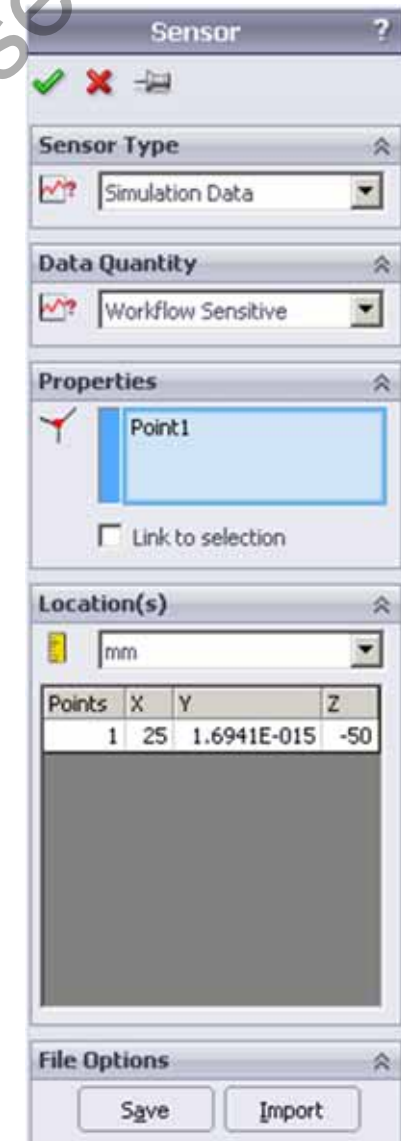 Sensor ?
Sensor Type
Simulation Data
Data Quantity
Workflow Sensitive
Properties
Point1
Link to selection
Location(s)
mm
Points X Y Z
1 25 1.6941E-015 -50
File Options
Save Import